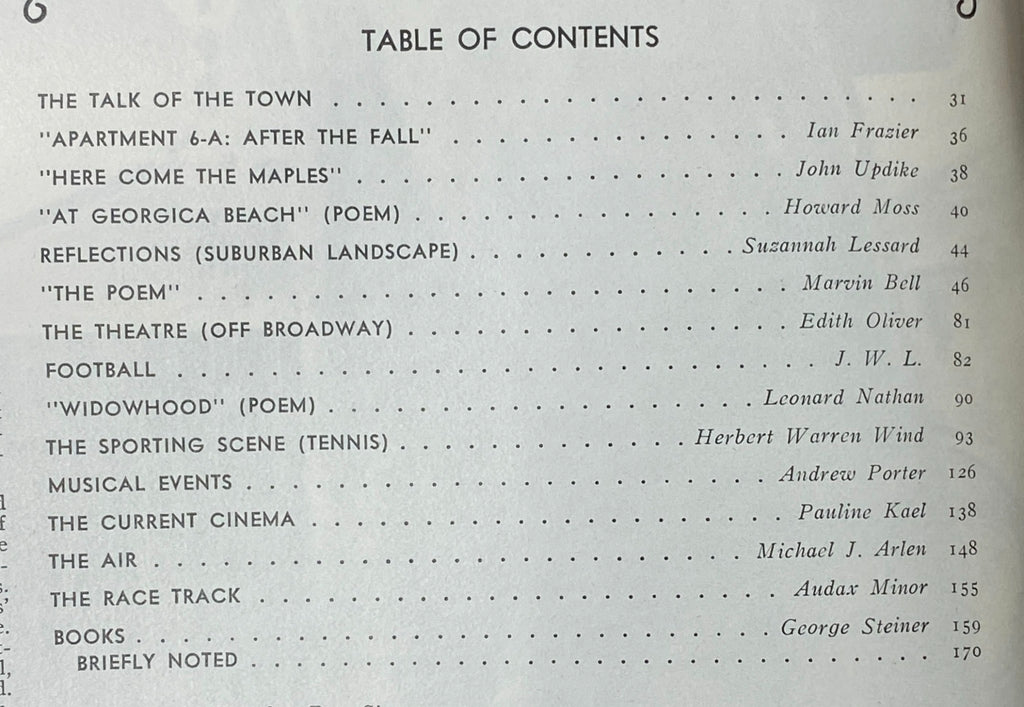 TABLE OF CONTENTS
THE TALK OF THE TOWN . . . . . . . . . . . . . . . . . . . . . . . . . . 31
"APARTMENT 6-A: AFTER THE FALL" . . . . . . . . . . . . . . . Ian Frazier 36
"HERE COME THE MAPLES" . . . . . . . . . . . . . . . . . . . John Updike 38
"AT GEORGICA BEACH" (POEM) . . . . . . . . . . . . . . . . Howard Moss 40
REFLECTIONS (SUBURBAN LANDSCAPE) . . . . . . . . . . . . Suzannah Lessard 44
"THE POEM" . . . . . . . . . . . . . . . . . . . . . . . . . Marvin Bell 46
THE THEATRE (OFF BROADWAY) . . . . . . . . . . . . . . . . . Edith Oliver 81
FOOTBALL . . . . . . . . . . . . . . . . . . . . . . . . . . . J. W. L. 82
"WIDOWHOOD" (POEM) . . . . . . . . . . . . . . . . . . . Leonard Nathan 90
THE SPORTING SCENE (TENNIS) . . . . . . . . . . . . . Herbert Warren Wind 93
MUSICAL EVENTS . . . . . . . . . . . . . . . . . . . . . . . Andrew Porter 126
THE CURRENT CINEMA . . . . . . . . . . . . . . . . . . . . . Pauline Kael 138
THE AIR . . . . . . . . . . . . . . . . . . . . . . . . . Michael J. Arlen 148
THE RACE TRACK . . . . . . . . . . . . . . . . . . . . . . . Audax Minor 155
BOOKS . . . . . . . . . . . . . . . . . . . . . . . . . . . George Steiner 159
BRIEFLY NOTED . . . . . . . . . . . . . . . . . . . . . . . . . . . . . 170